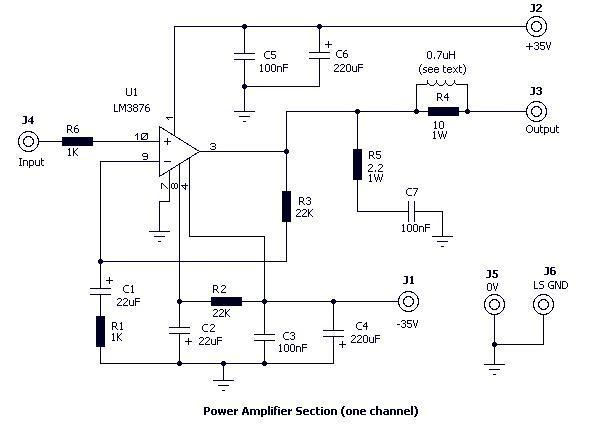 J2
+35V
C5
100nF
+
C6
220uF
0.7uH
(see text)
J3
R4
10
1W
Output
U1
LM3876
1
J4
Input
R6
1K
10
9
+
−
3
7
8
4
R5
2.2
1W
C7
100nF
R3
22K
+
C1
22uF
R1
1K
R2
22K
C2
+ 22uF
C3
100nF
C4
+ 220uF
J1
-35V
J5
0V
J6
LS GND
Power Amplifier Section (one channel)